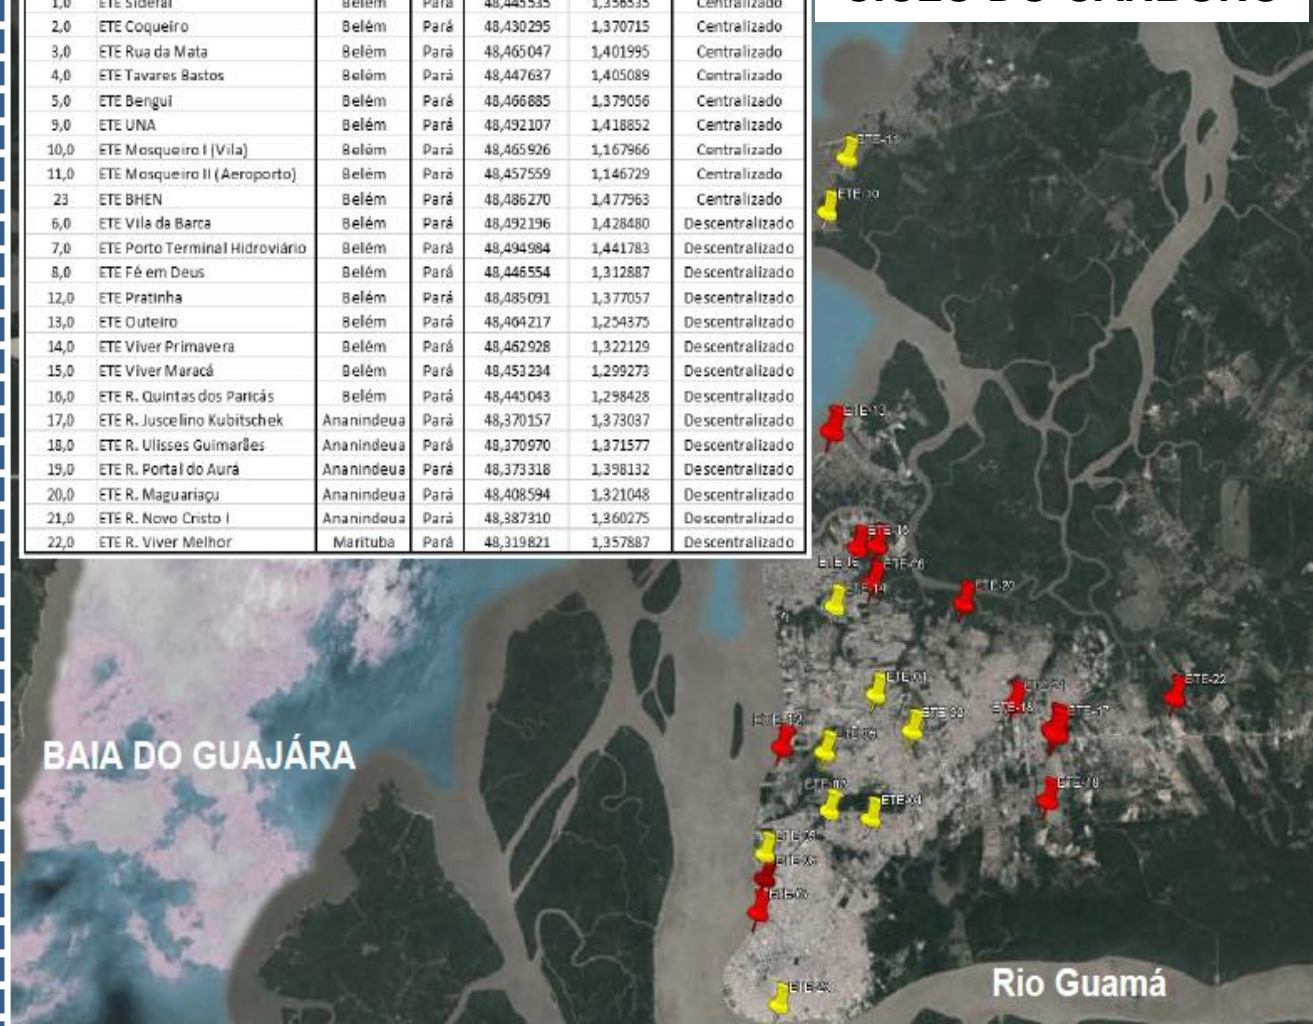 1,0 ETE Sideral Belém Pará 48,445535 1,356535 Centralizado
2,0 ETE Coqueiro Belém Pará 48,430295 1,370715 Centralizado
3,0 ETE Rua da Mata Belém Pará 48,465047 1,401995 Centralizado
4,0 ETE Tavares Bastos Belém Pará 48,447637 1,405089 Centralizado
5,0 ETE Bengui Belém Pará 48,466885 1,379056 Centralizado
9,0 ETE UNA Belém Pará 48,492107 1,418852 Centralizado
10,0 ETE Mosqueiro I (Vila) Belém Pará 48,465926 1,167966 Centralizado
11,0 ETE Mosqueiro II (Aeroporto) Belém Pará 48,457559 1,146729 Centralizado
23 ETE BHEN Belém Pará 48,486270 1,477963 Centralizado
6,0 ETE Vila da Barca Belém Pará 48,492196 1,428480 Descentralizado
7,0 ETE Porto Terminal Hidroviário Belém Pará 48,494984 1,441783 Descentralizado
8,0 ETE Fé em Deus Belém Pará 48,446554 1,312887 Descentralizado
12,0 ETE Pratinha Belém Pará 48,485091 1,377057 Descentralizado
13,0 ETE Outeiro Belém Pará 48,464217 1,254375 Descentralizado
14,0 ETE Viver Primavera Belém Pará 48,462928 1,322129 Descentralizado
15,0 ETE Viver Maracá Belém Pará 48,453234 1,299273 Descentralizado
16,0 ETE R. Quintas dos Paricás Belém Pará 48,445043 1,298428 Descentralizado
17,0 ETE R. Juscelino Kubitschek Ananindeua Pará 48,370157 1,373037 Descentralizado
18,0 ETE R. Ulisses Guimarães Ananindeua Pará 48,370970 1,371577 Descentralizado
19,0 ETE R. Portal do Aurá Ananindeua Pará 48,373318 1,398132 Descentralizado
20,0 ETE R. Maguariaçu Ananindeua Pará 48,408594 1,321048 Descentralizado
21,0 ETE R. Novo Cristo I Ananindeua Pará 48,387310 1,360275 Descentralizado
22,0 ETE R. Viver Melhor Marituba Pará 48,319821 1,357887 Descentralizado
ETE-11
ETE-10
ETE-13
ETE-14
ETE-20
ETE-01
ETE-22
ETE-17
ETE-12
ETE-04
BAIA DO GUAJÁRA
Rio Guamá